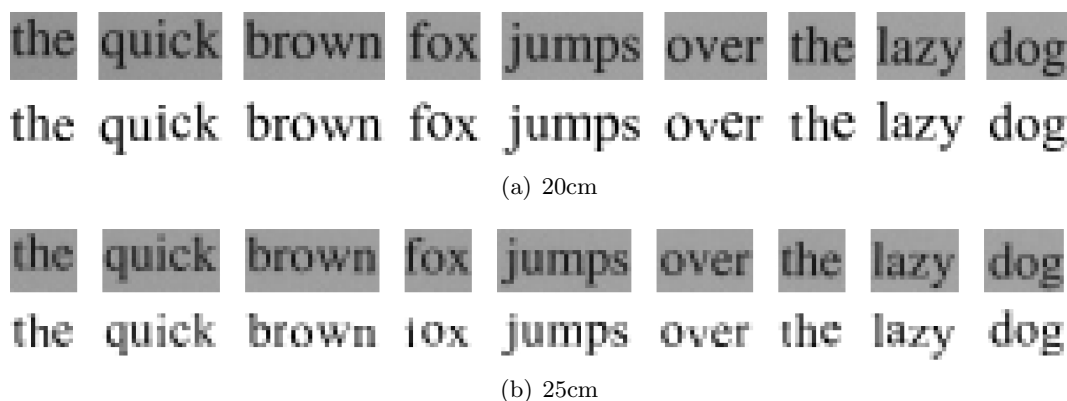 the quick brown fox jumps over the lazy dog
the quick brown fox jumps over the lazy dog
(a) 20cm
the quick brown fox jumps over the lazy dog
the quick brown fox jumps over the lazy dog
(b) 25cm